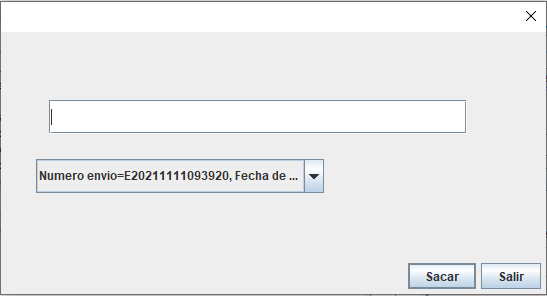 Numero envio=E20211111093920, Fecha de ...
Sacar Salir